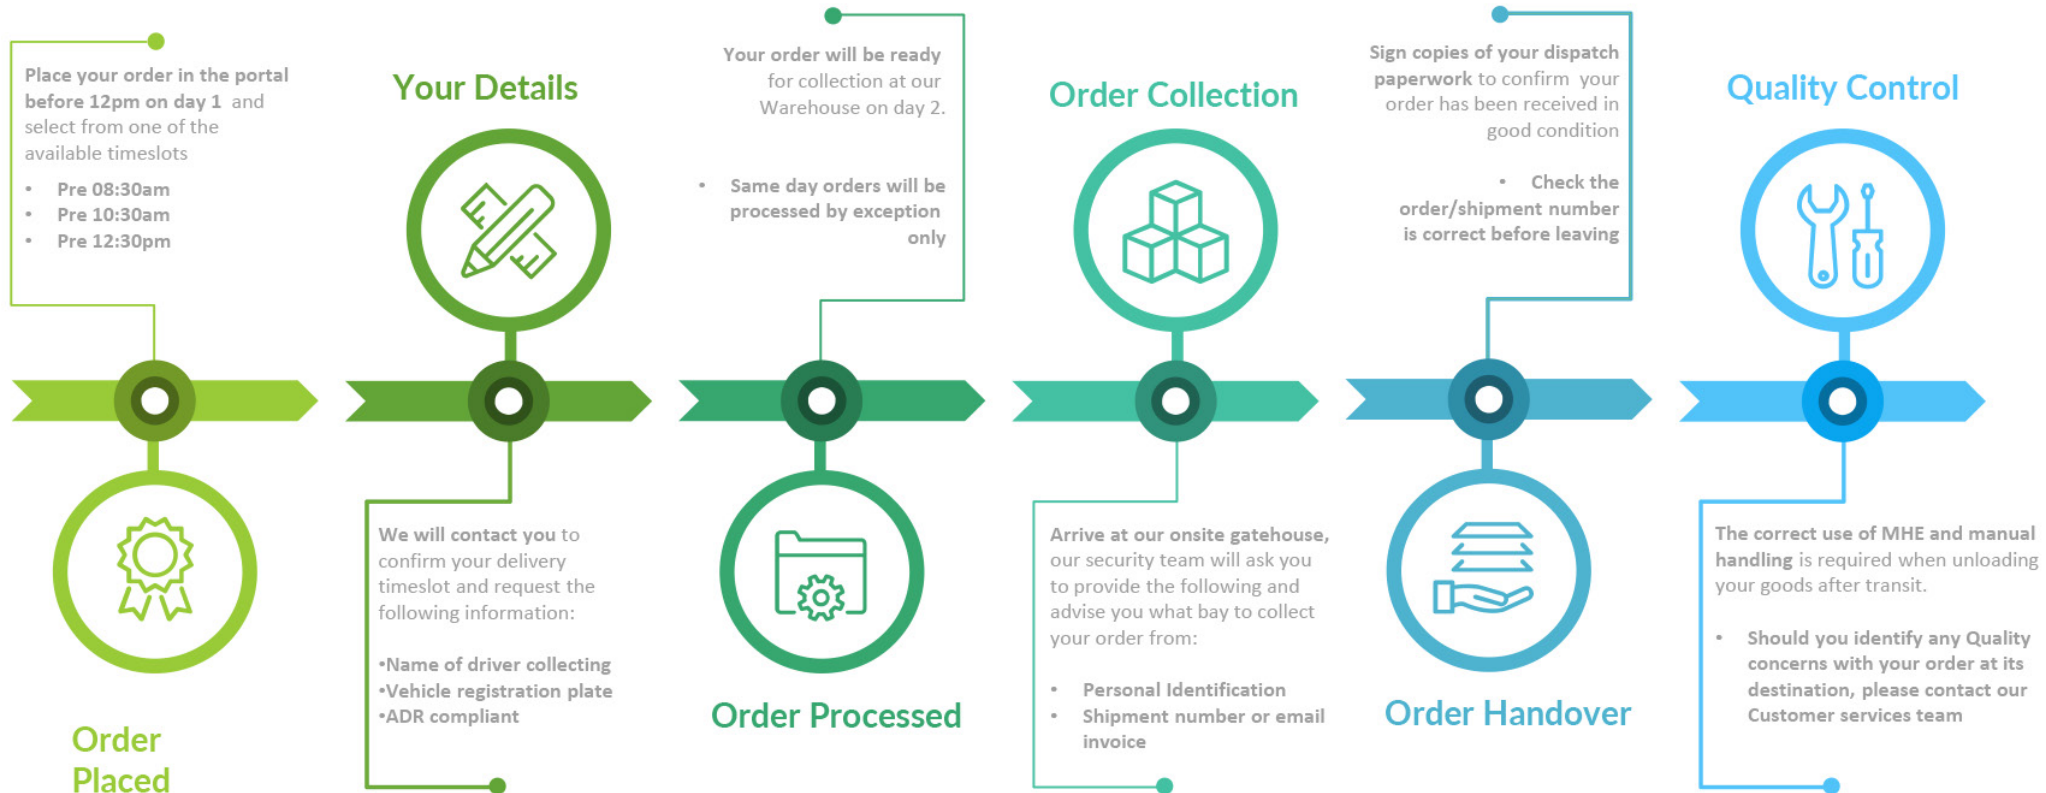 Place your order in the portal
before 12pm on day 1 and
select from one of the
available timeslots
• Pre 08:30am
• Pre 10:30am
• Pre 12:30pm
Order
Placed
Your Details
We will contact you to
confirm your delivery
timeslot and request the
following information:
•Name of driver collecting
•Vehicle registration plate
•ADR compliant
Your order will be ready
for collection at our
Warehouse on day 2.
• Same day orders will be
processed by exception
only
Order Processed
Order Collection
Arrive at our onsite gatehouse,
our security team will ask you
to provide the following and
advise you what bay to collect
your order from:
• Personal Identification
• Shipment number or email
invoice
Sign copies of your dispatch
paperwork to confirm your
order has been received in
good condition
• Check the
order/shipment number
is correct before leaving
Order Handover
Quality Control
The correct use of MHE and manual
handling is required when unloading
your goods after transit.
• Should you identify any Quality
concerns with your order at its
destination, please contact our
Customer services team